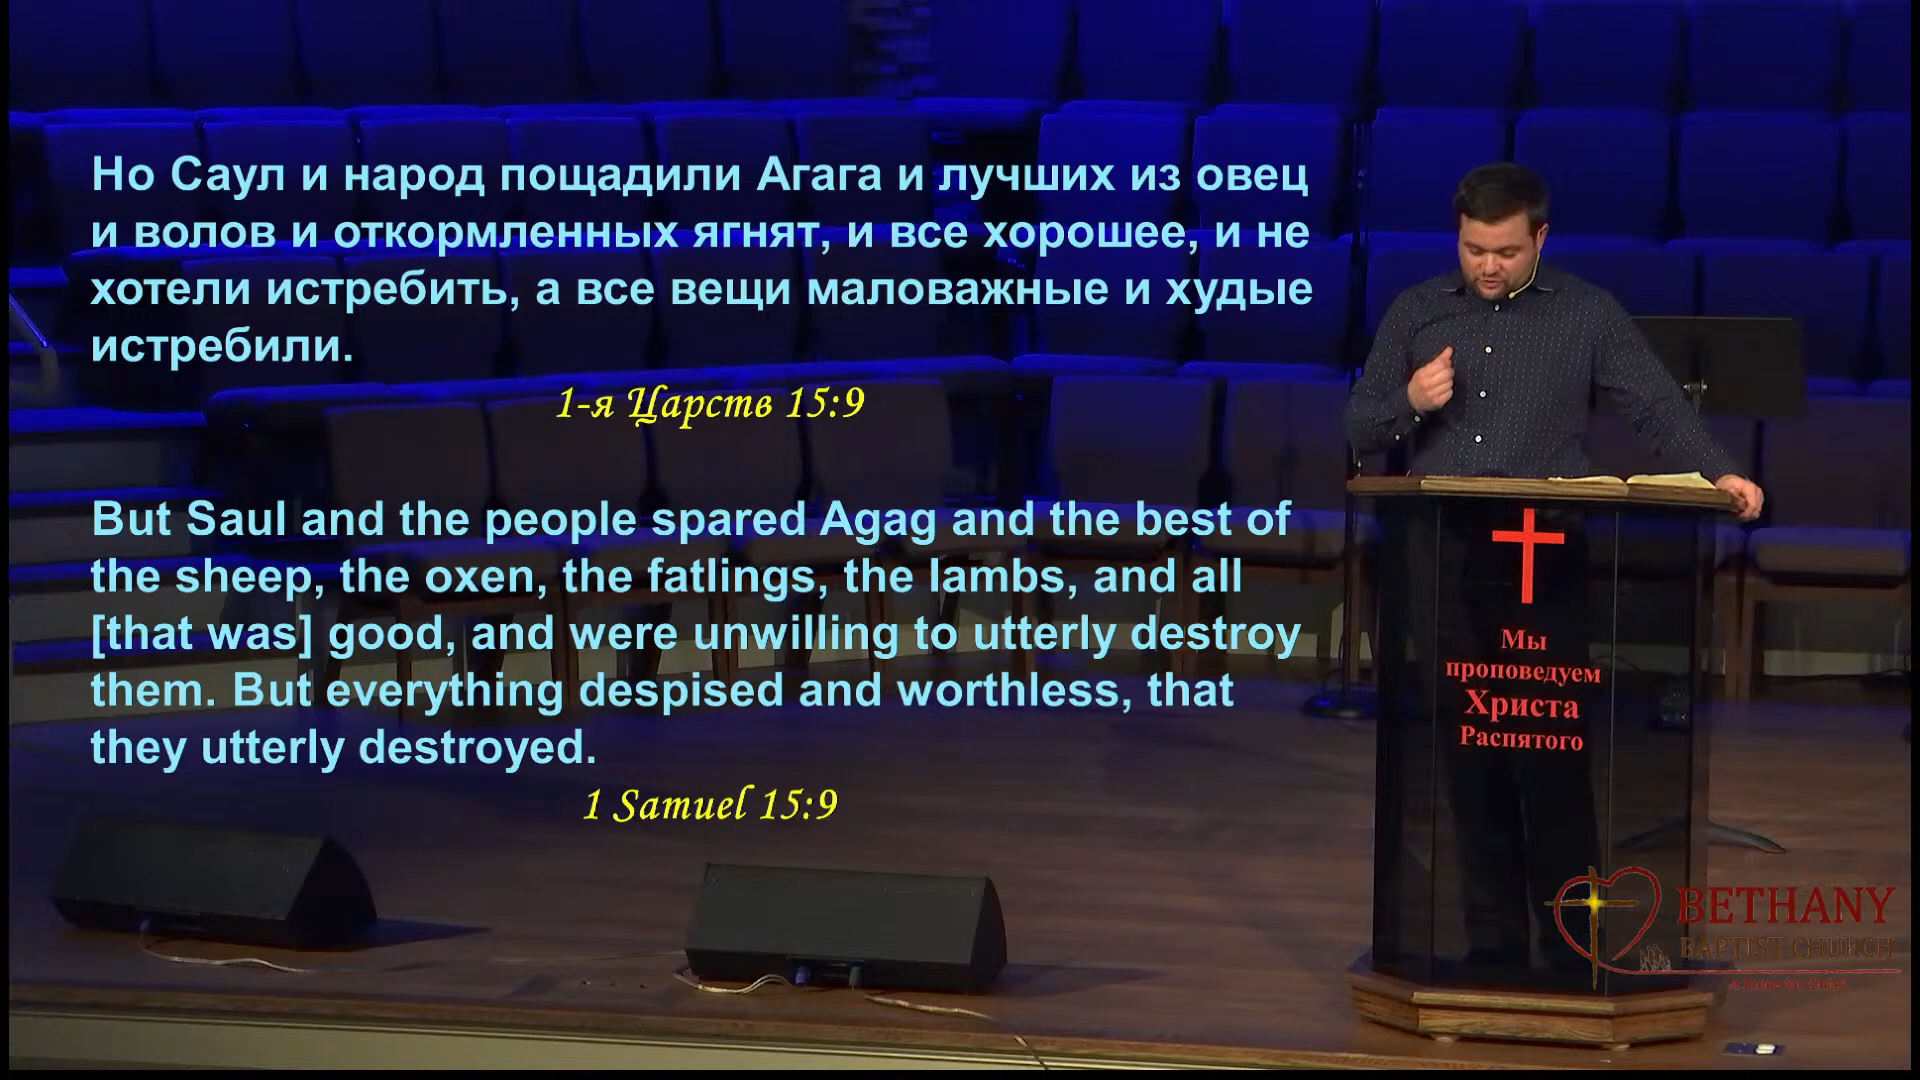 Но Саул и народ пощадили Агага и лучших из овец
и волов и откормленных ягнят, и все хорошее, и не
хотели истребить, а все вещи маловажные и худые
истребили.
1-я Царств 15:9
But Saul and the people spared Agag and the best of
the sheep, the oxen, the fatlings, the lambs, and all
[that was] good, and were unwilling to utterly destroy
them. But everything despised and worthless, that
they utterly destroyed.
1 Samuel 15:9
Мы
проповедуем
Христа
Распятого
BETHANY
BAPTIST CHURCH